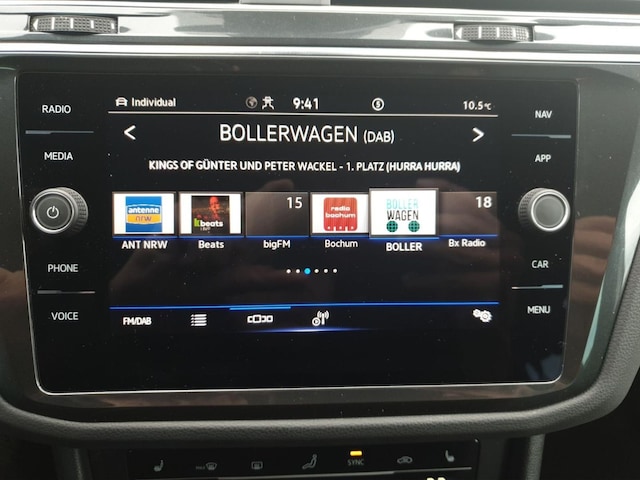 RADIO
MEDIA
PHONE
VOICE
Individual 9:41 10.5°C
< BOLLERWAGEN (DAB) >
KINGS OF GÜNTER UND PETER WACKEL - 1. PLATZ (HURRA HURRA)
antenne nrw
beats
15
radio bochum
BOLLER WAGEN
18
ANT NRW Beats bigFM Bochum BOLLER Bx Radio
FM/DAB
NAV
APP
CAR
MENU
SYNC